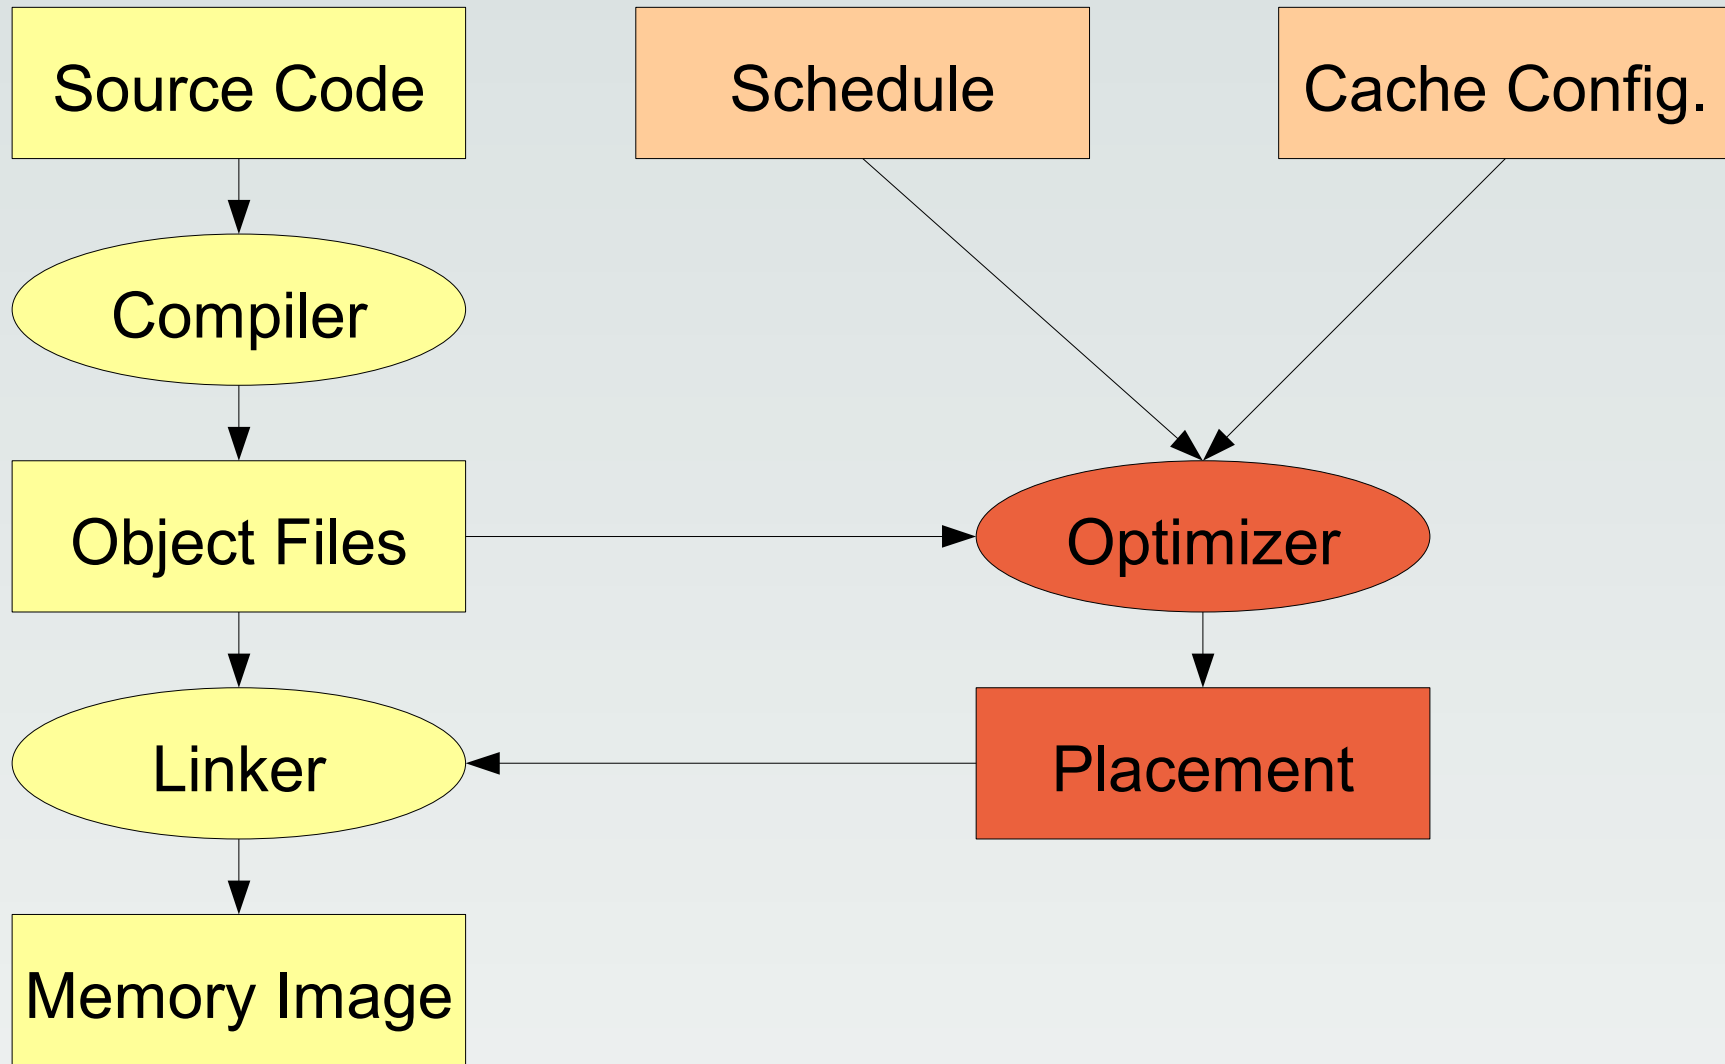 Source Code
Schedule
Cache Config.
Compiler
Object Files
Optimizer
Linker
Placement
Memory Image